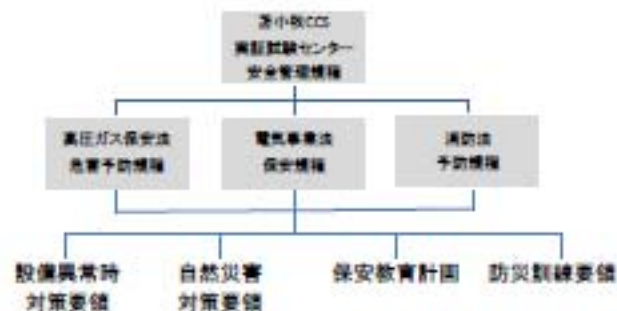 苫小牧CCS
実証試験センター
安全管理規程
高圧ガス保安法
危害予防規程
電気事業法
保安規程
消防法
予防規程
設備異常時
対策要領
自然災害
対策要領
保安教育計画
防災訓練要領